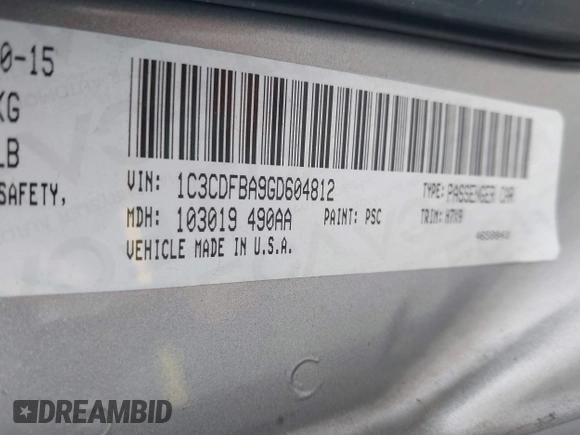 0-15
KG
LB
SAFETY,
VIN: 1C3CDFBA9GD604812 TYPE: PASSENGER CAR
MDH: 103019 490AA PAINT: PSC TRIM: A7X9
VEHICLE MADE IN U.S.A.
DREAMBID